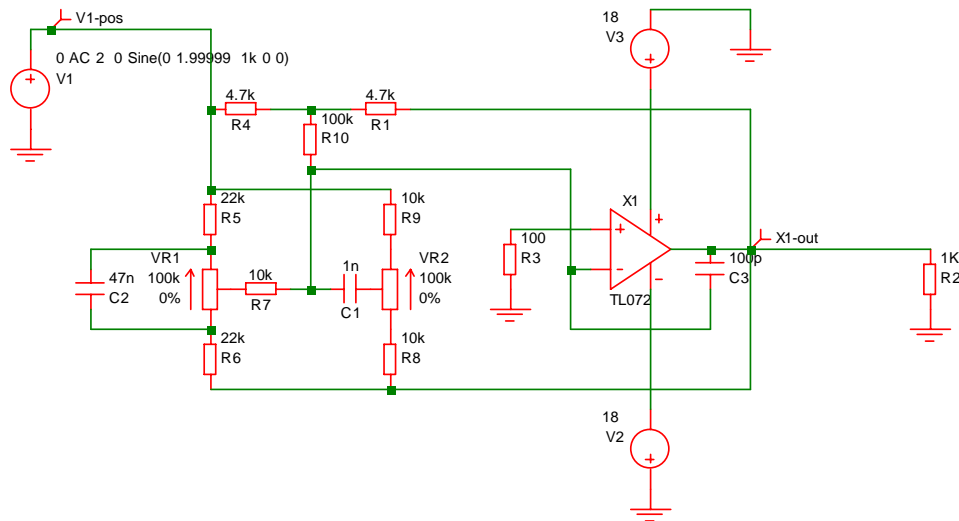 V1-pos
0 AC 2 0 Sine(0 1.99999 1k 0 0)
V1
18
V3
4.7k
R4
100k
R10
4.7k
R1
22k
R5
10k
R9
X1
X1-out
100
R3
TL072
100p
C3
1K
R2
VR1
100k
0%
47n
C2
10k
R7
1n
C1
VR2
100k
0%
22k
R6
10k
R8
18
V2